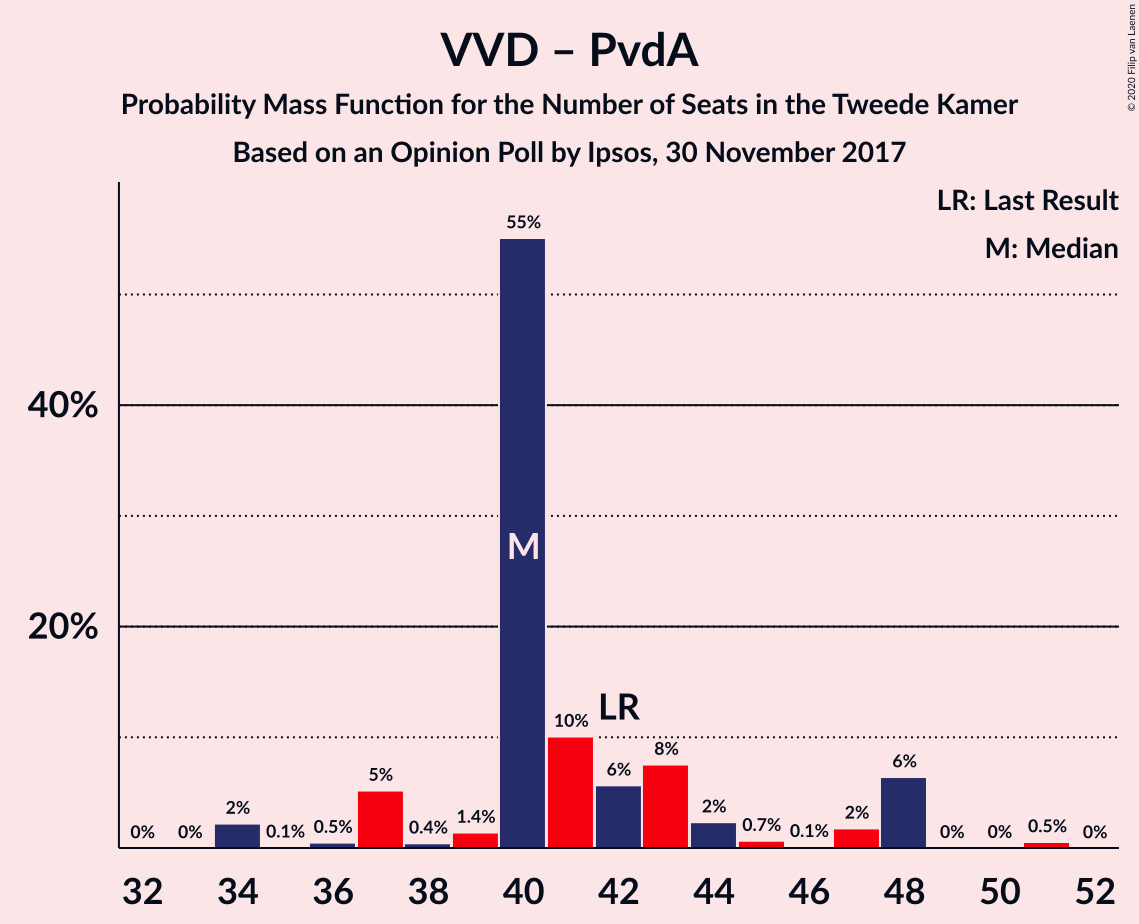 VVD – PvdA
Probability Mass Function for the Number of Seats in the Tweede Kamer
Based on an Opinion Poll by Ipsos, 30 November 2017
© 2020 Filip van Laenen
LR: Last Result
M: Median
55%
40%
M
20%
LR
10%
8%
6%
6%
5%
2%
2%
2%
1.4%
0.7%
0.5%
0.5%
0.4%
0.1%
0.1%
0%
0%
0%
0%
0%
32 34 36 38 40 42 44 46 48 50 52